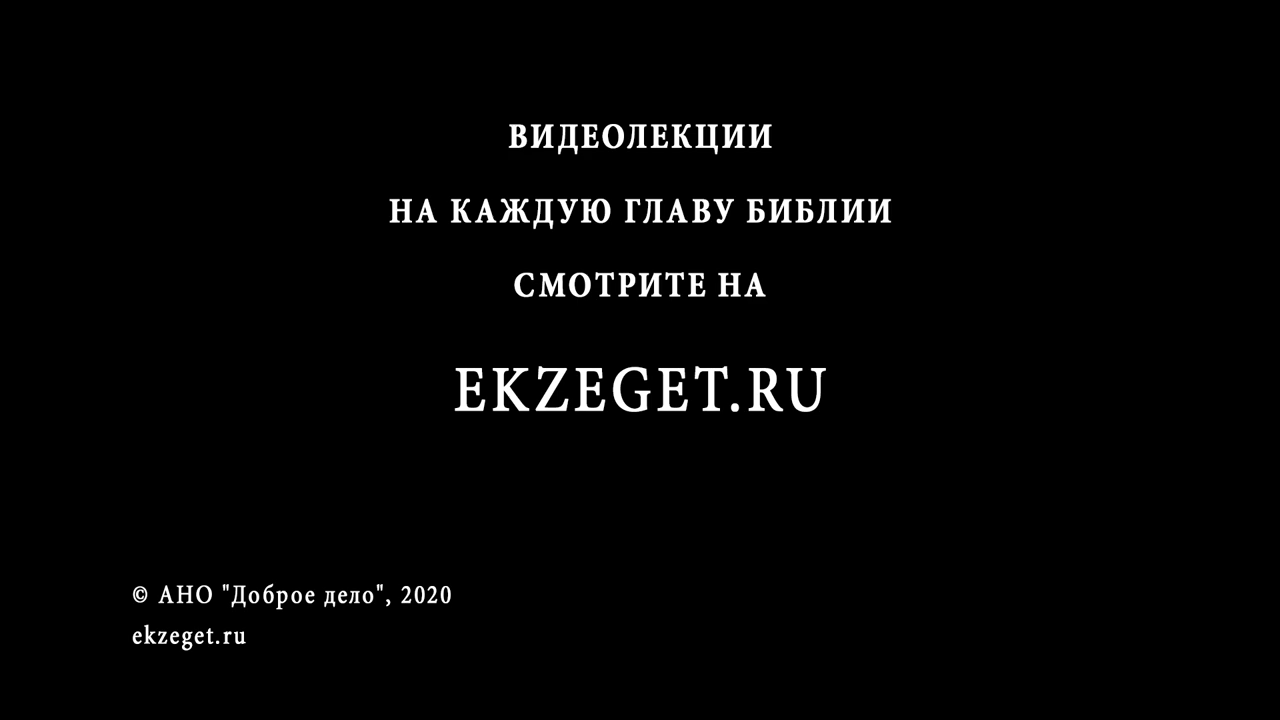 ВИДЕОЛЕКЦИИ
НА КАЖДУЮ ГЛАВУ БИБЛИИ
СМОТРИТЕ НА
EKZEGET.RU
© АНО "Доброе дело", 2020
ekzeget.ru